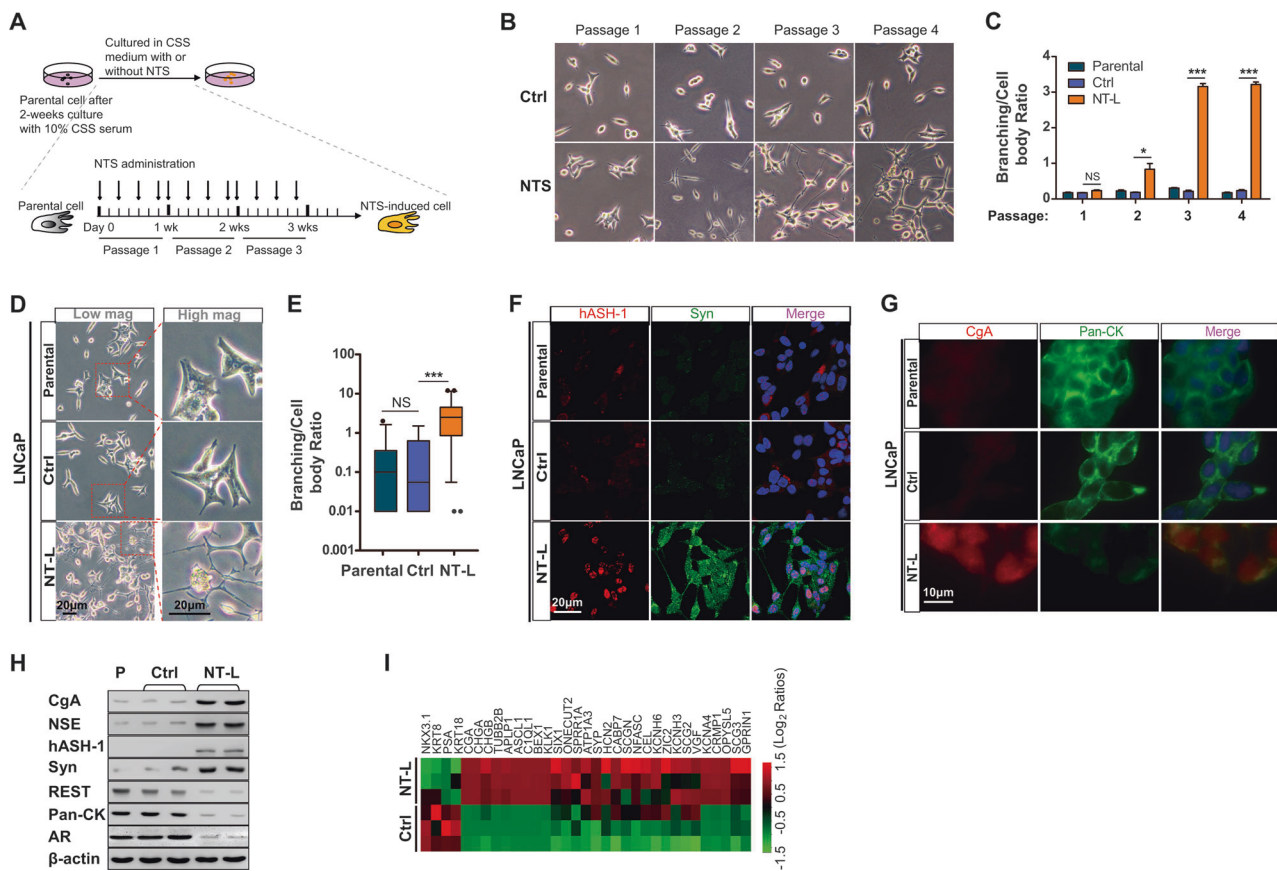 A
Cultured in CSS
medium with or
without NTS
Parental cell after
2-weeks culture
with 10% CSS serum
NTS administration
Parental cell
NTS-induced cell
Day 0
1 wk
2 wks
3 wks
Passage 1
Passage 2
Passage 3
B
Passage 1
Passage 2
Passage 3
Passage 4
Ctrl
NTS
C
Branching/Cell
body Ratio
4
3
2
1
0
Parental
Ctrl
NT-L
NS
*
***
***
Passage:
1
2
3
4
D
Low mag
High mag
LNCaP
Parental
Ctrl
NT-L
20μm
20μm
E
Branching/Cell
body Ratio
100
10
1
0.1
0.01
0.001
NS
***
Parental
Ctrl
NT-L
F
hASH-1
Syn
Merge
LNCaP
Parental
Ctrl
NT-L
20μm
G
CgA
Pan-CK
Merge
LNCaP
Parental
Ctrl
NT-L
10μm
H
P
Ctrl
NT-L
CgA
NSE
hASH-1
Syn
REST
Pan-CK
AR
β-actin
I
NKX3.1
KRT8
PSA
KRT18
CGA
CHGA
CHGB
TUBB2B
APLP1
ASCL1
C1QL1
BEX1
KLK1
SIX1
ONECUT2
SPRR1A
ATP1A3
SYP
HCN2
CABP7
SCGN
NFASC
CEL
KCNH6
ZIC2
KCNH3
SCG2
VGF
KCNA4
CRMP1
OPYSL5
SCG3
GPRIN1
NT-L
Ctrl
-1.5
-0.5
0.5
1.5
(Log₂ Ratios)